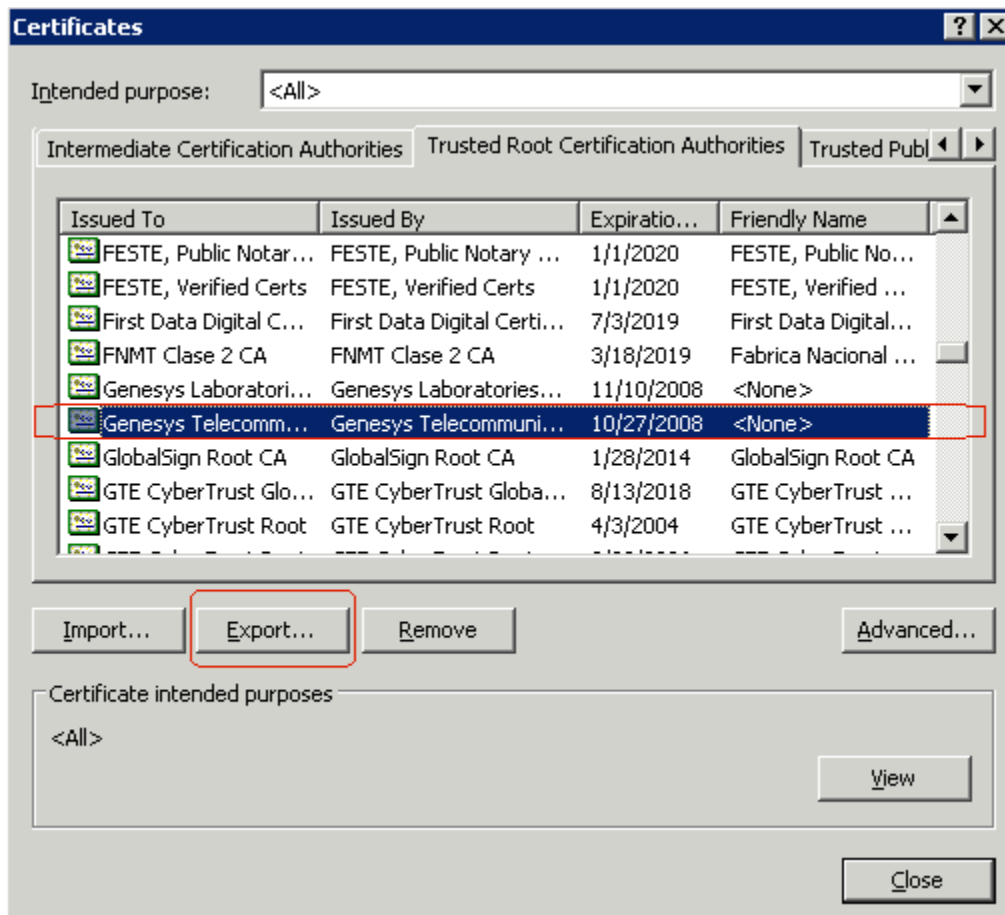 Certificates
Intended purpose: <All>
Intermediate Certification Authorities Trusted Root Certification Authorities Trusted Publ
Issued To Issued By Expiratio... Friendly Name
FESTE, Public Notar... FESTE, Public Notary ... 1/1/2020 FESTE, Public No...
FESTE, Verified Certs FESTE, Verified Certs 1/1/2020 FESTE, Verified ...
First Data Digital C... First Data Digital Certi... 7/3/2019 First Data Digital...
FNMT Clase 2 CA FNMT Clase 2 CA 3/18/2019 Fabrica Nacional ...
Genesys Laboratori... Genesys Laboratories... 11/10/2008 <None>
Genesys Telecomm... Genesys Telecommuni... 10/27/2008 <None>
GlobalSign Root CA GlobalSign Root CA 1/28/2014 GlobalSign Root CA
GTE CyberTrust Glo... GTE CyberTrust Globa... 8/13/2018 GTE CyberTrust ...
GTE CyberTrust Root GTE CyberTrust Root 4/3/2004 GTE CyberTrust ...
Import... Export... Remove Advanced...
Certificate intended purposes
<All>
View
Close